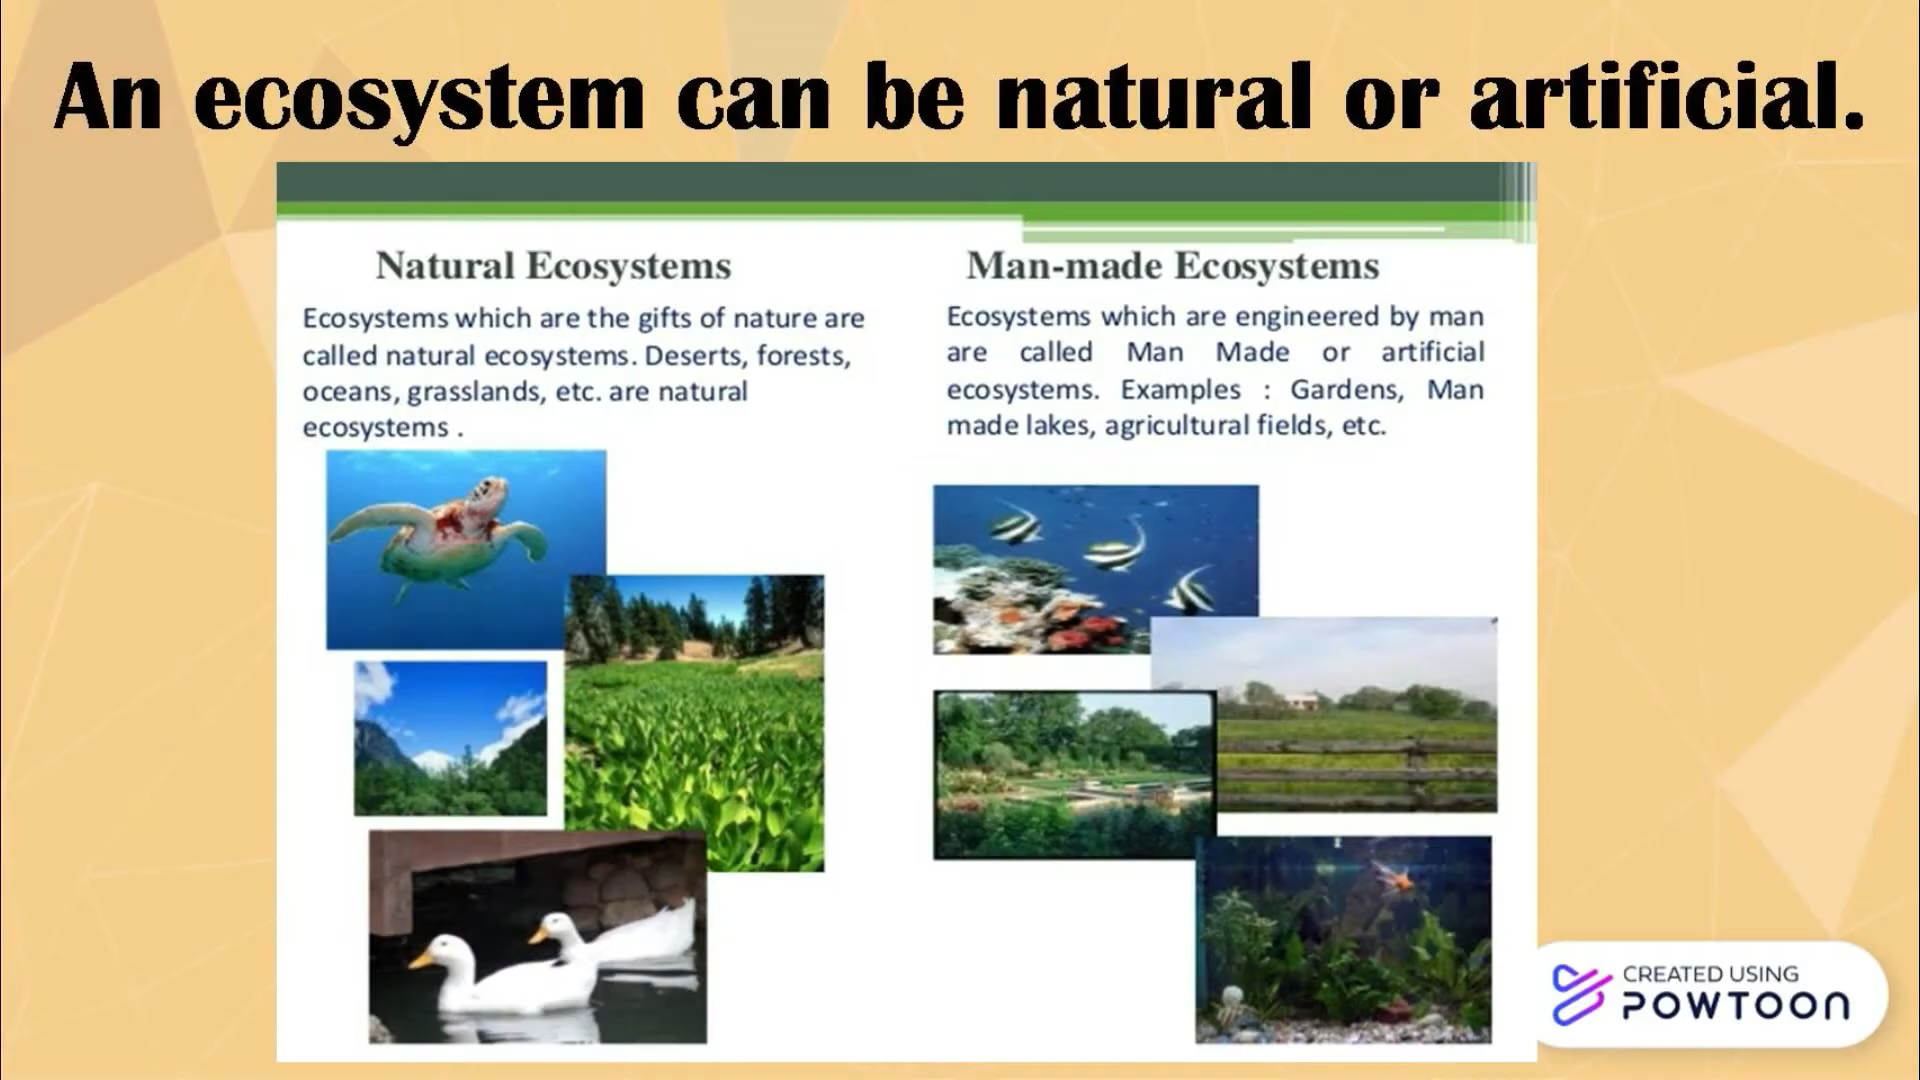 An ecosystem can be natural or artificial.
Natural Ecosystems
Ecosystems which are the gifts of nature are
called natural ecosystems. Deserts, forests,
oceans, grasslands, etc. are natural
ecosystems .
Man-made Ecosystems
Ecosystems which are engineered by man
are called Man Made or artificial
ecosystems. Examples : Gardens, Man
made lakes, agricultural fields, etc.
CREATED USING
POWTOON